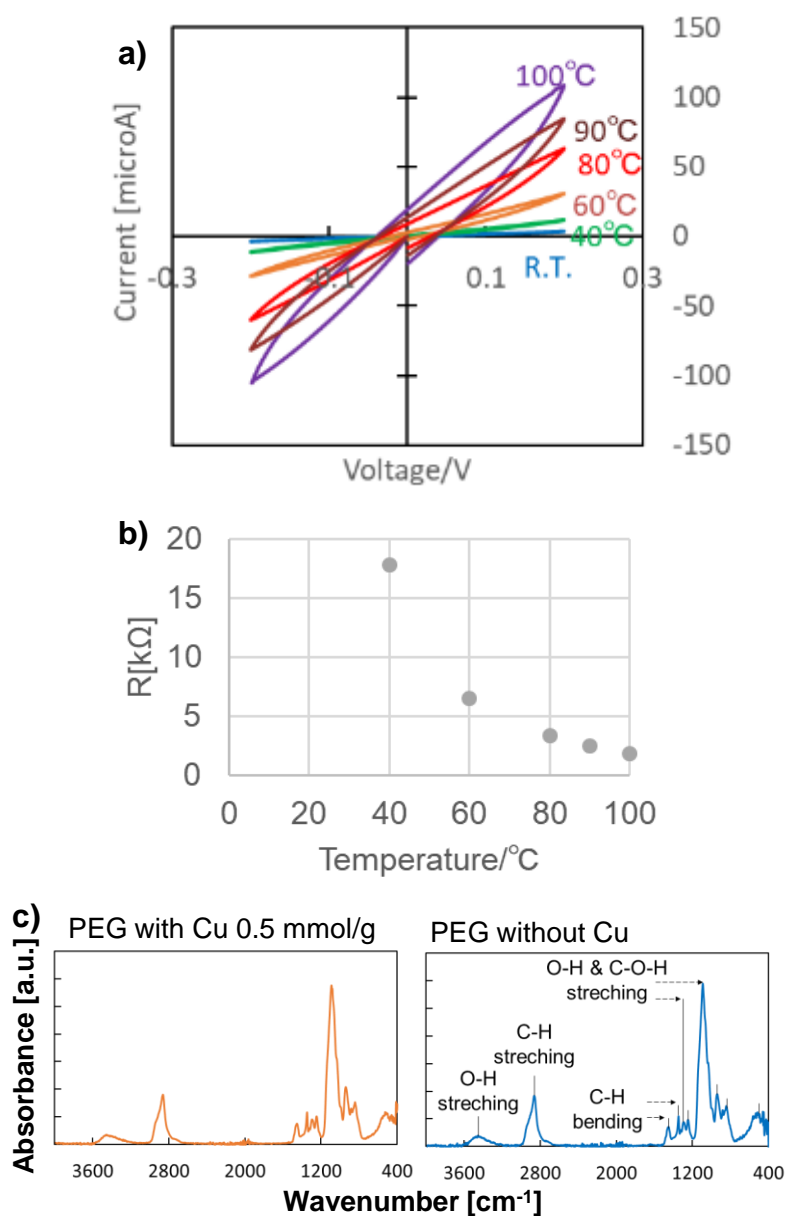 a)
150
100
50
0
-50
-100
-150
100℃
90℃
80℃
60℃
40℃
R.T.
-0.3
-0.1
0.1
0.3
Current [microA]
Voltage/V
b)
20
15
10
5
0
R[kΩ]
0 20 40 60 80 100
Temperature/℃
c)
PEG with Cu 0.5 mmol/g
PEG without Cu
O-H & C-O-H
streching
C-H
streching
O-H
streching
C-H
bending
Absorbance [a.u.]
3600 2800 2000 1200 400
3600 2800 2000 1200 400
Wavenumber [cm⁻¹]